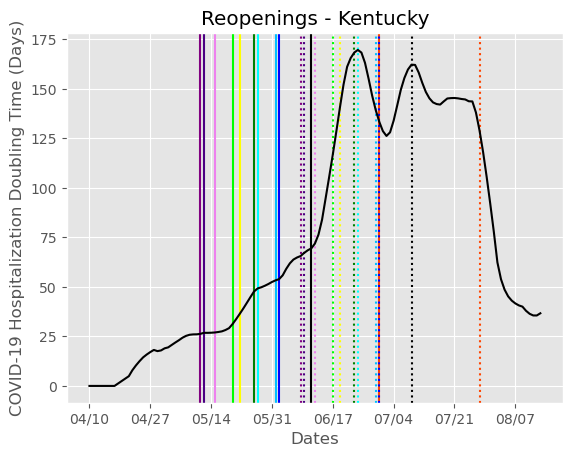 Reopenings - Kentucky
COVID-19 Hospitalization Doubling Time (Days)
175
150
125
100
75
50
25
0
04/10 04/27 05/14 05/31 06/17 07/04 07/21 08/07
Dates